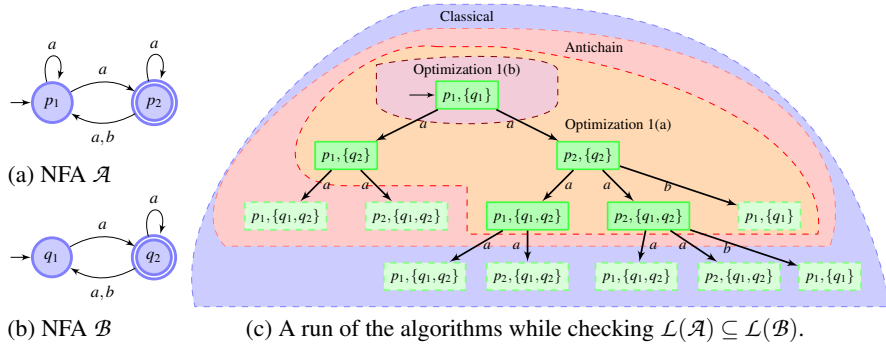 Classical
Antichain
Optimization 1(b)
p₁,{q₁}
Optimization 1(a)
a
a
a
p₁
p₂
a
a,b
a
a
p₁,{q₂}
p₂,{q₂}
(a) NFA 𝒜
a
a
a
a
b
p₁,{q₁,q₂}
p₂,{q₁,q₂}
p₁,{q₁,q₂}
p₂,{q₁,q₂}
p₁,{q₁}
a
a
q₁
q₂
a,b
a
a
a
a
b
p₁,{q₁,q₂}
p₂,{q₁,q₂}
p₁,{q₁,q₂}
p₂,{q₁,q₂}
p₁,{q₁}
(b) NFA ℬ
(c) A run of the algorithms while checking ℒ(𝒜) ⊆ ℒ(ℬ).